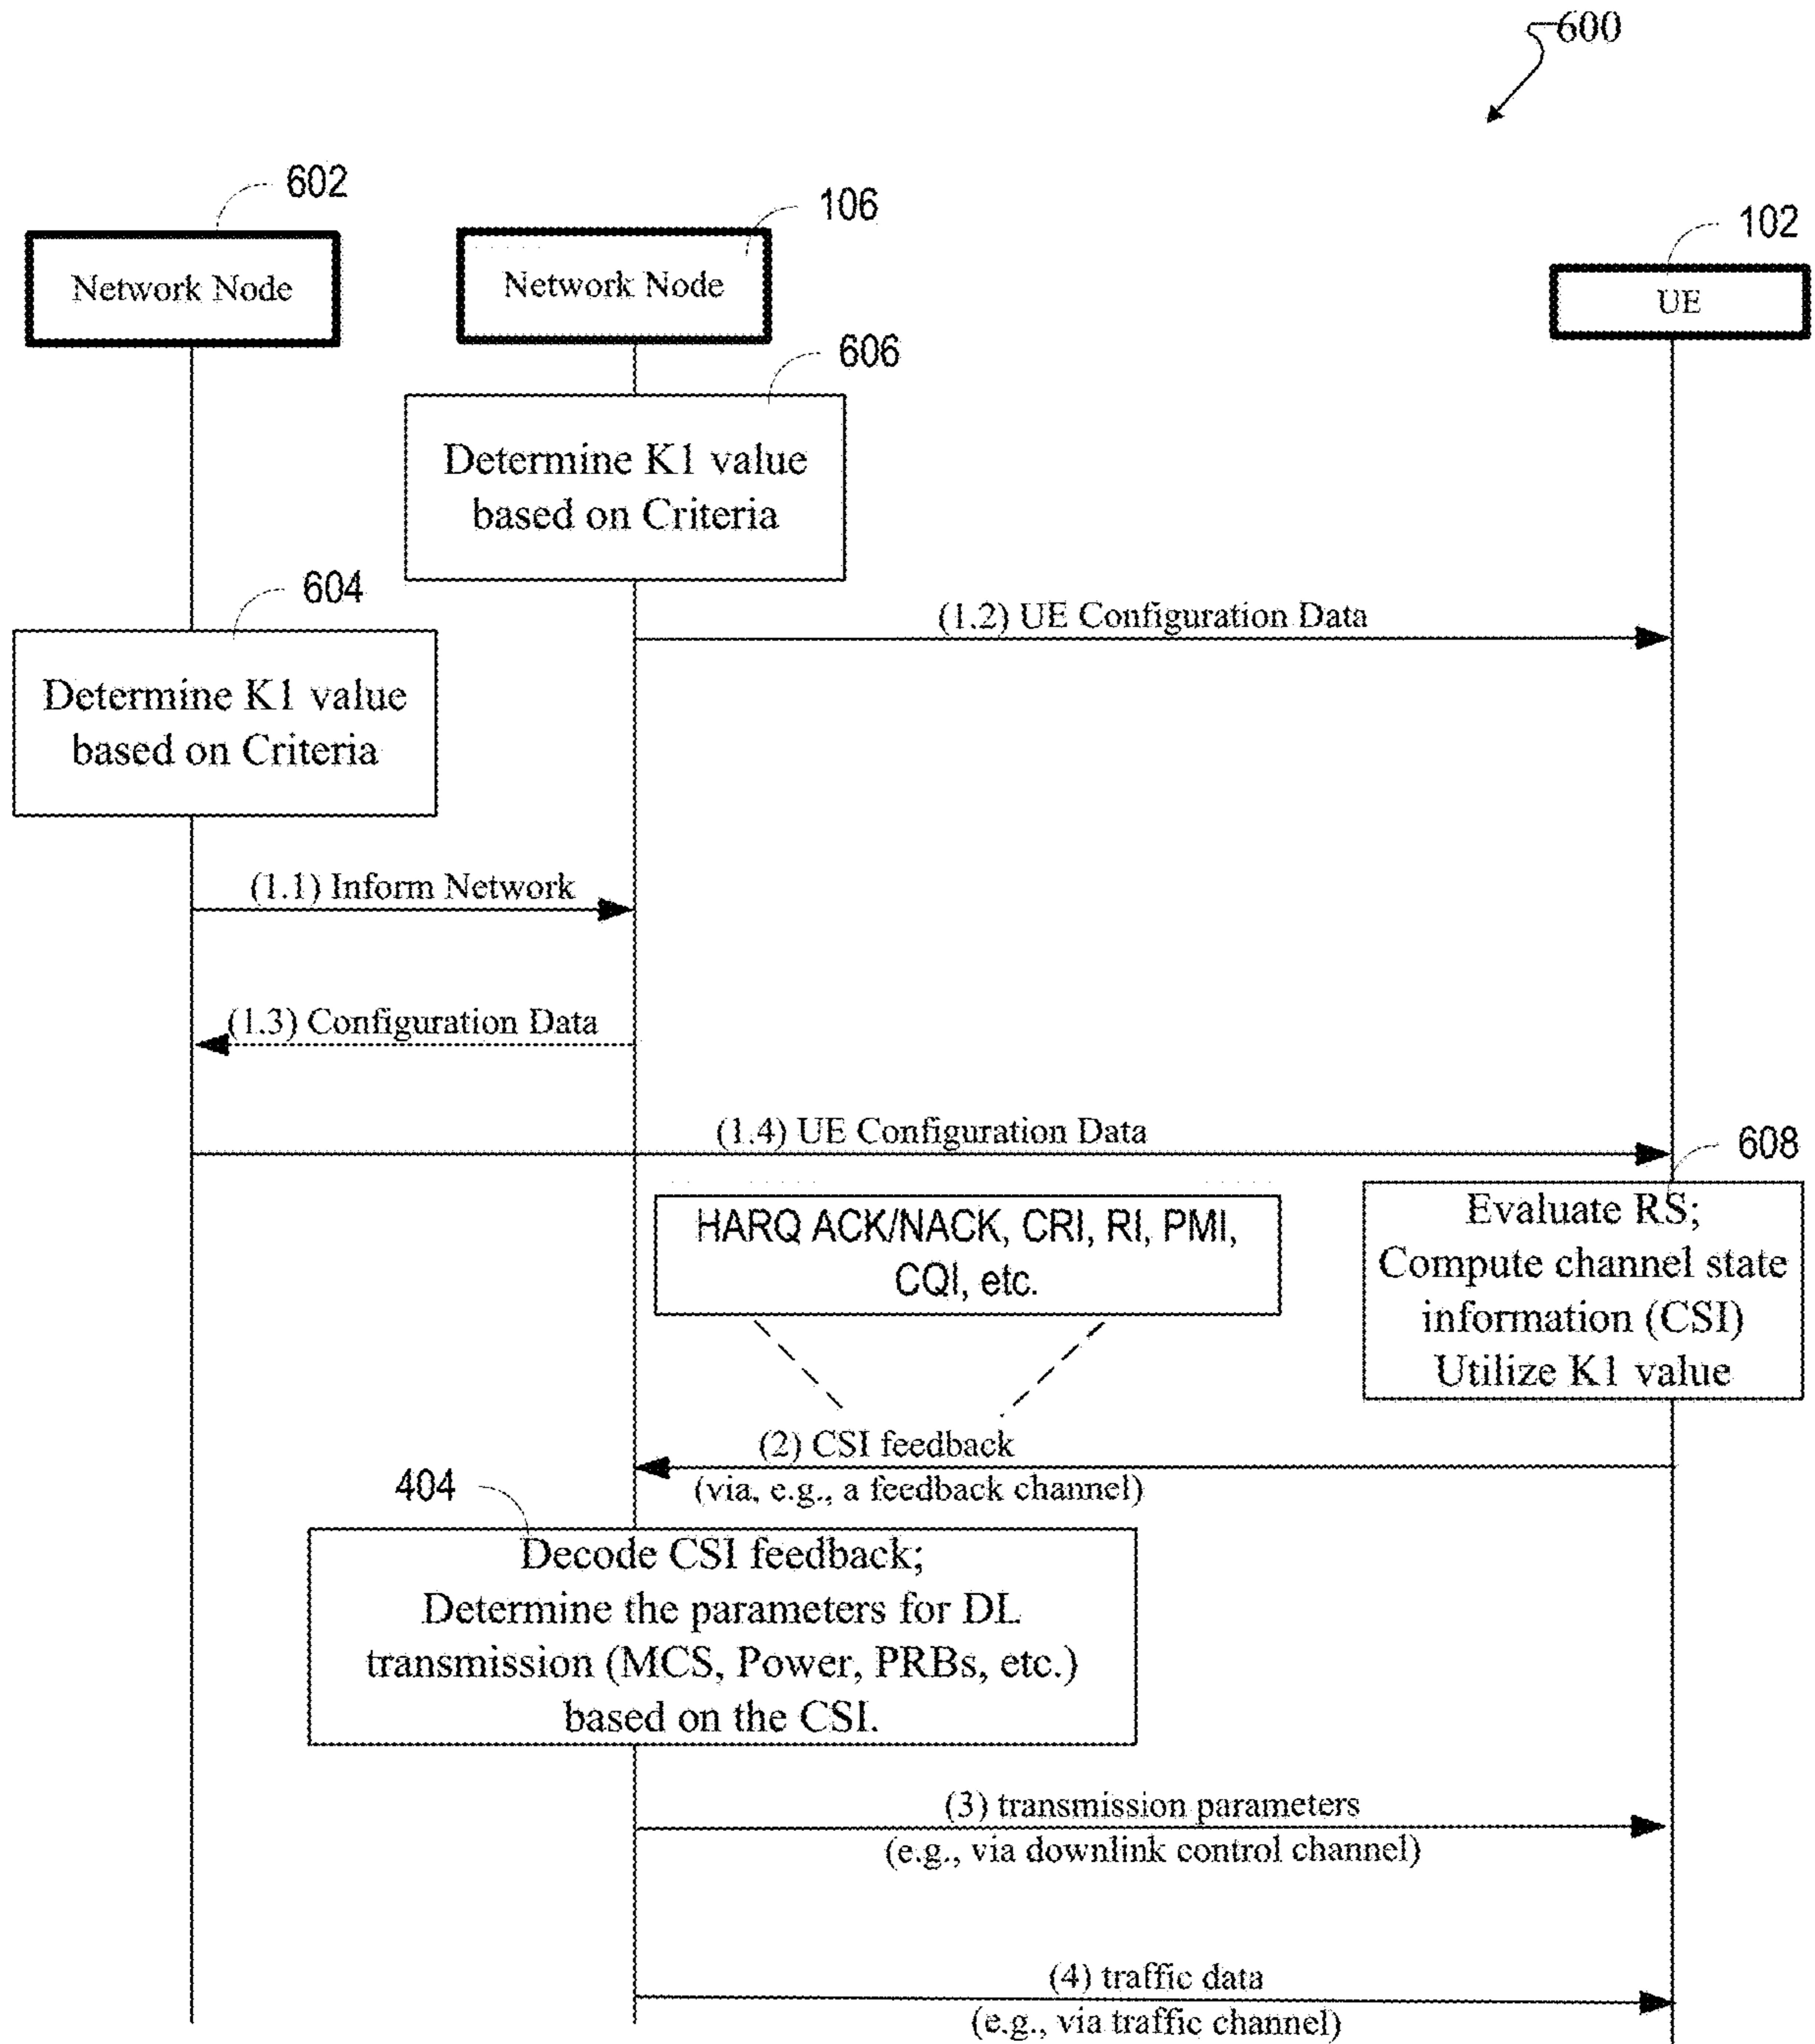 600
602
106
102
Network Node
Network Node
UE
606
Determine K1 value
based on Criteria
604
(1.2) UE Configuration Data
Determine K1 value
based on Criteria
(1.1) Inform Network
(1.3) Configuration Data
(1.4) UE Configuration Data
608
HARQ ACK/NACK, CRI, RI, PMI,
CQI, etc.
Evaluate RS;
Compute channel state
information (CSI)
Utilize K1 value
(2) CSI feedback
(via, e.g., a feedback channel)
404
Decode CSI feedback;
Determine the parameters for DL
transmission (MCS, Power, PRBs, etc.)
based on the CSI.
(3) transmission parameters
(e.g., via downlink control channel)
(4) traffic data
(e.g., via traffic channel)